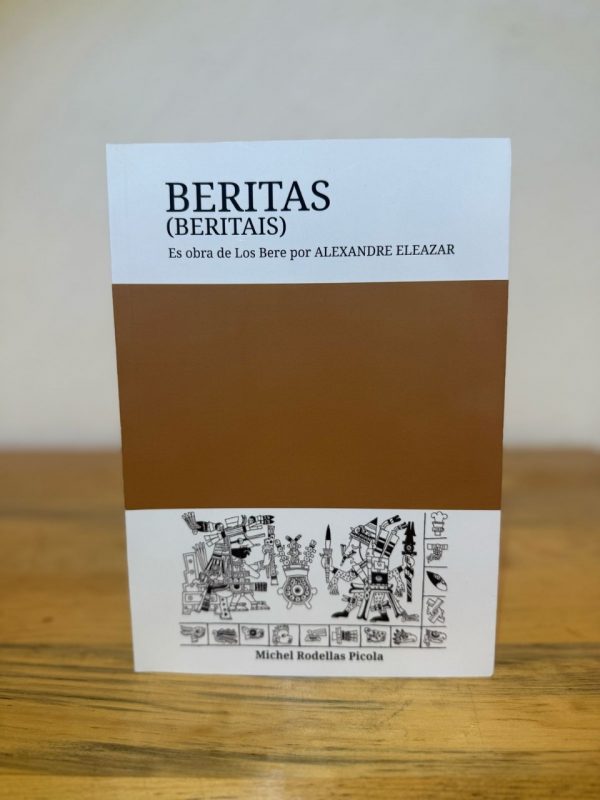 BERITAS
(BERITAIS)
Es obra de Los Bere por ALEXANDRE ELEAZAR
Michel Rodellas Picola